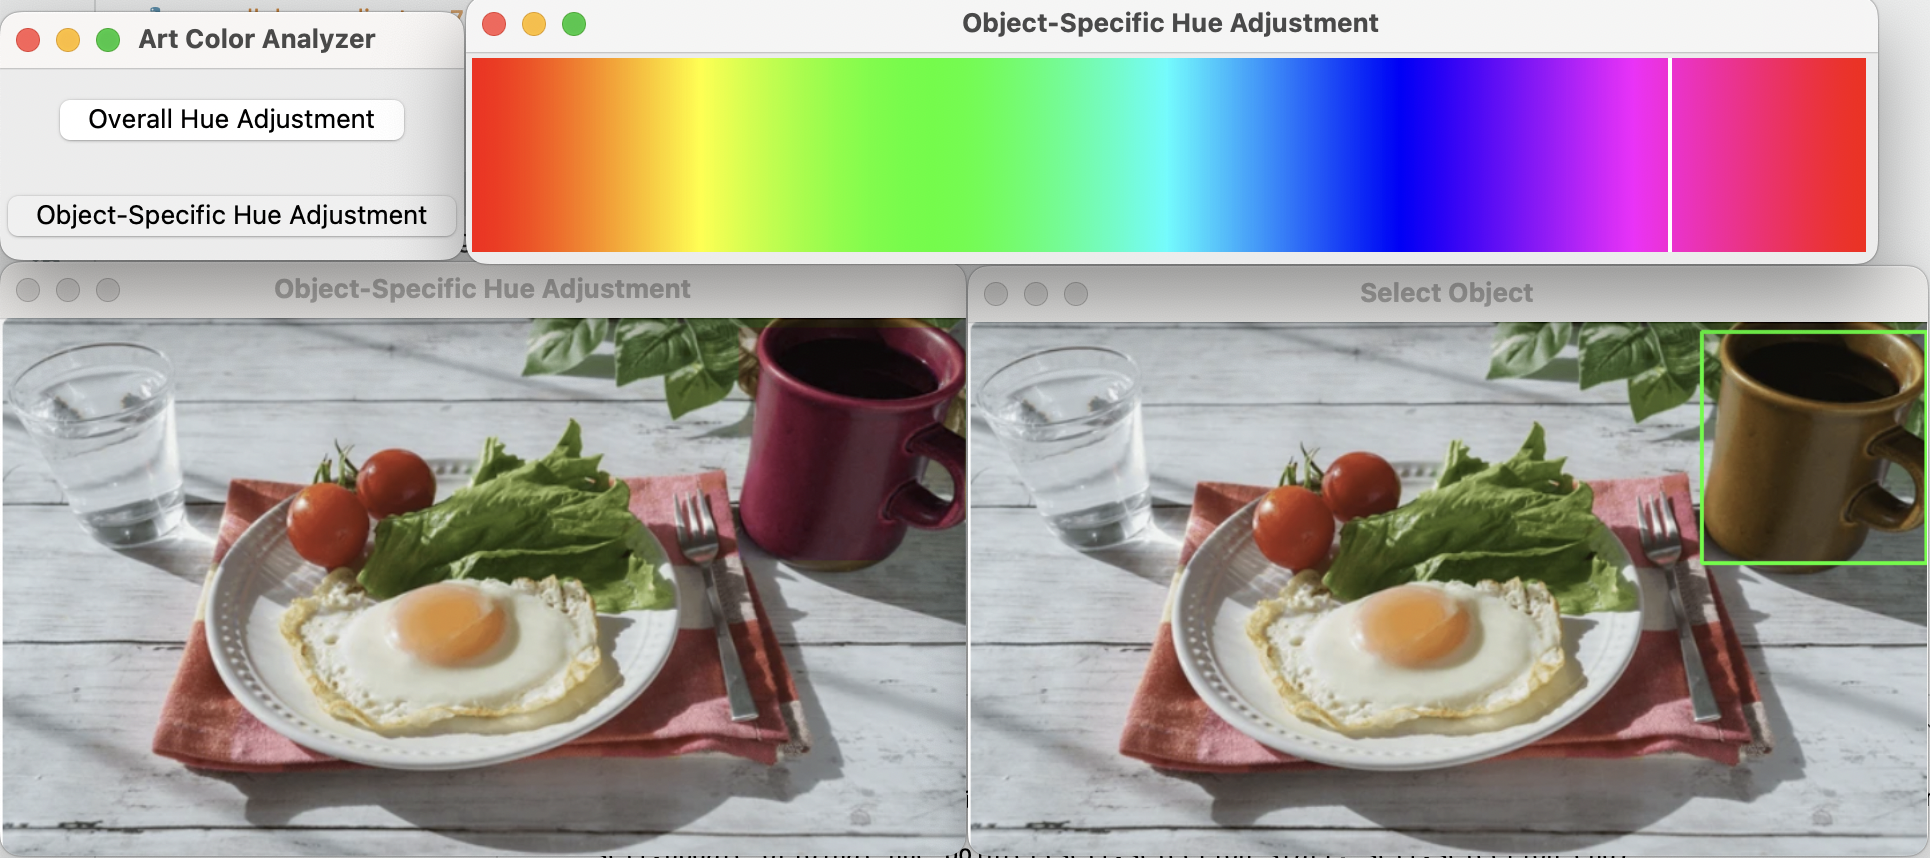 Art Color Analyzer
Object-Specific Hue Adjustment
Overall Hue Adjustment
Object-Specific Hue Adjustment
Object-Specific Hue Adjustment
Select Object